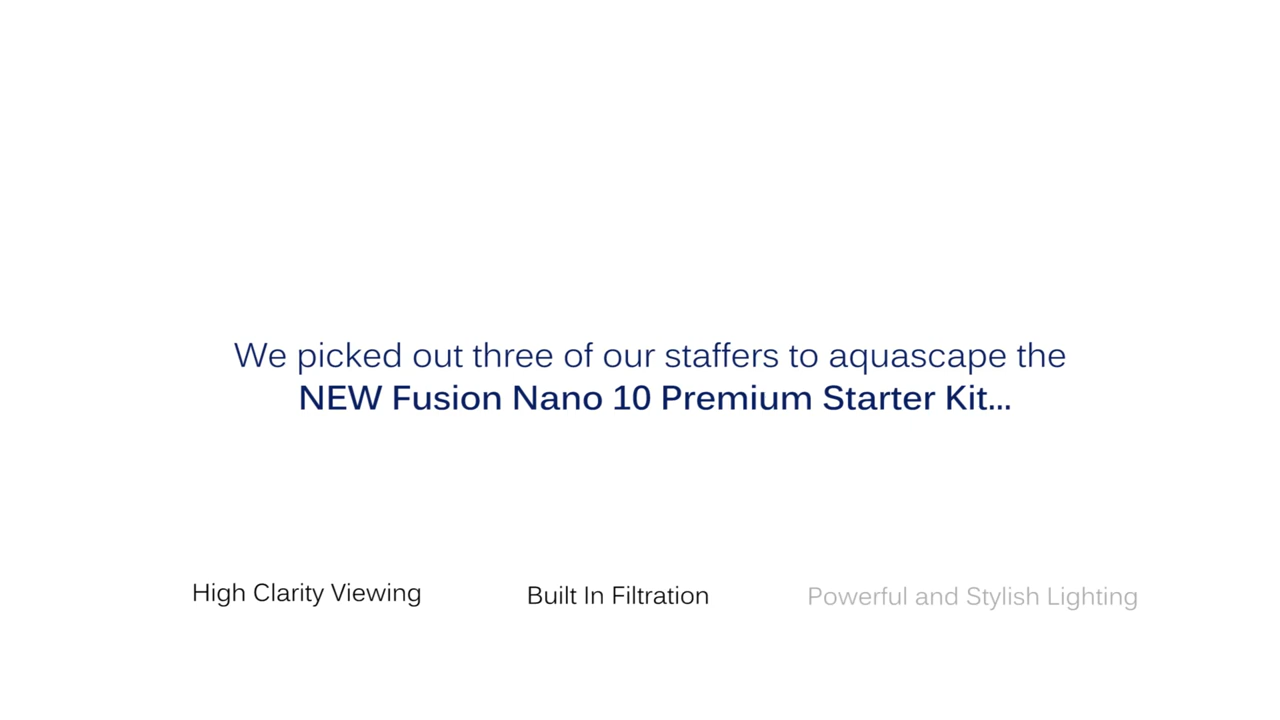 We picked out three of our staffers to aquascape the
NEW Fusion Nano 10 Premium Starter Kit...
High Clarity Viewing
Built In Filtration
Powerful and Stylish Lighting